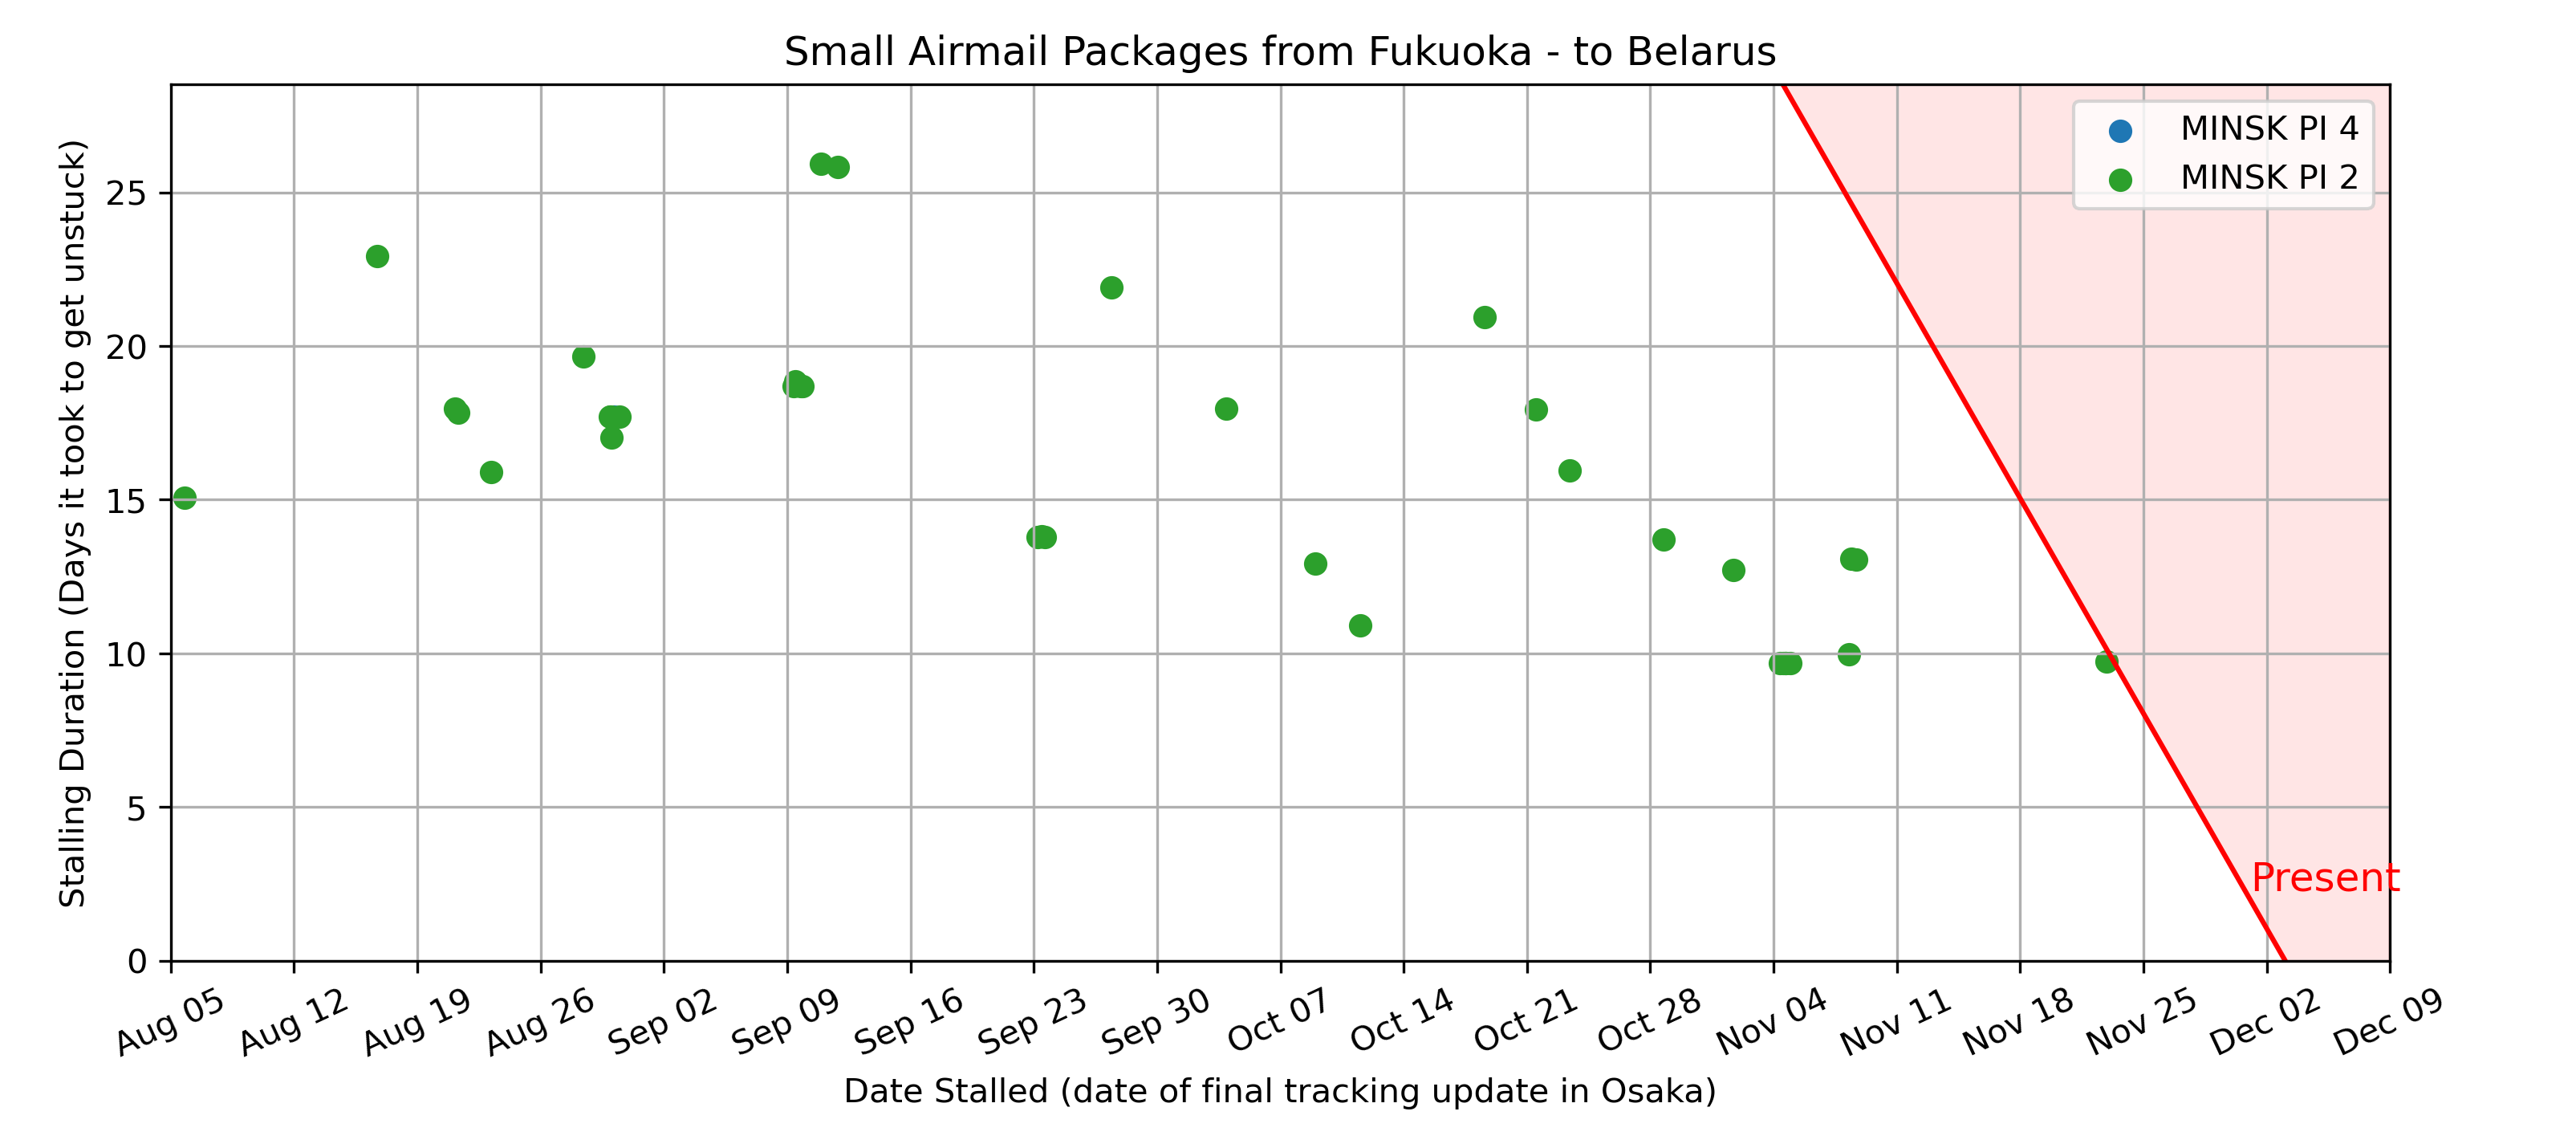 Small Airmail Packages from Fukuoka - to Belarus
MINSK PI 4
MINSK PI 2
Stalling Duration (Days it took to get unstuck)
25
20
15
10
5
0
Present
Aug 05 Aug 12 Aug 19 Aug 26 Sep 02 Sep 09 Sep 16 Sep 23 Sep 30 Oct 07 Oct 14 Oct 21 Oct 28 Nov 04 Nov 11 Nov 18 Nov 25 Dec 02 Dec 09
Date Stalled (date of final tracking update in Osaka)